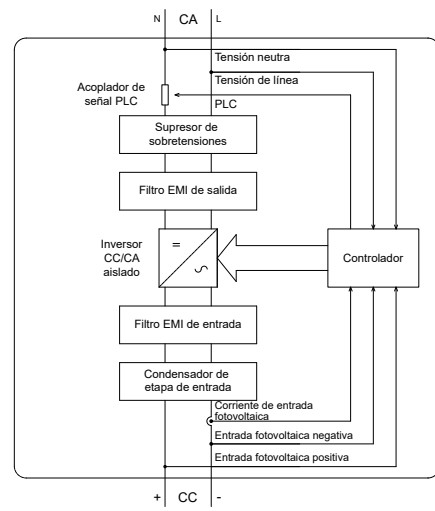 N CA L
Tensión neutra
Tensión de línea
Acoplador de
señal PLC
PLC
Supresor de
sobretensiones
Filtro EMI de salida
Inversor
CC/CA
aislado
=
Controlador
Filtro EMI de entrada
Condensador de
etapa de entrada
Corriente de entrada
fotovoltaica
Entrada fotovoltaica negativa
Entrada fotovoltaica positiva
+ CC -